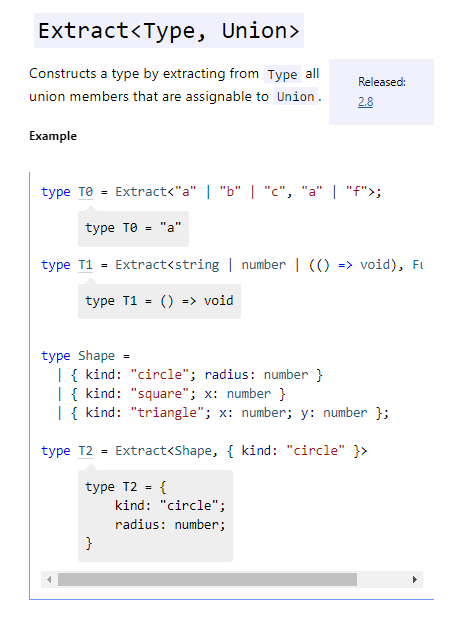 Extract<Type, Union>
Constructs a type by extracting from Type all
union members that are assignable to Union.
Released:
2.8
Example
type T0 = Extract<"a" | "b" | "c", "a" | "f">;
type T0 = "a"
type T1 = Extract<string | number | (() => void), Fu
type T1 = () => void
type Shape =
| { kind: "circle"; radius: number }
| { kind: "square"; x: number }
| { kind: "triangle"; x: number; y: number };
type T2 = Extract<Shape, { kind: "circle" }>
type T2 = {
kind: "circle";
radius: number;
}